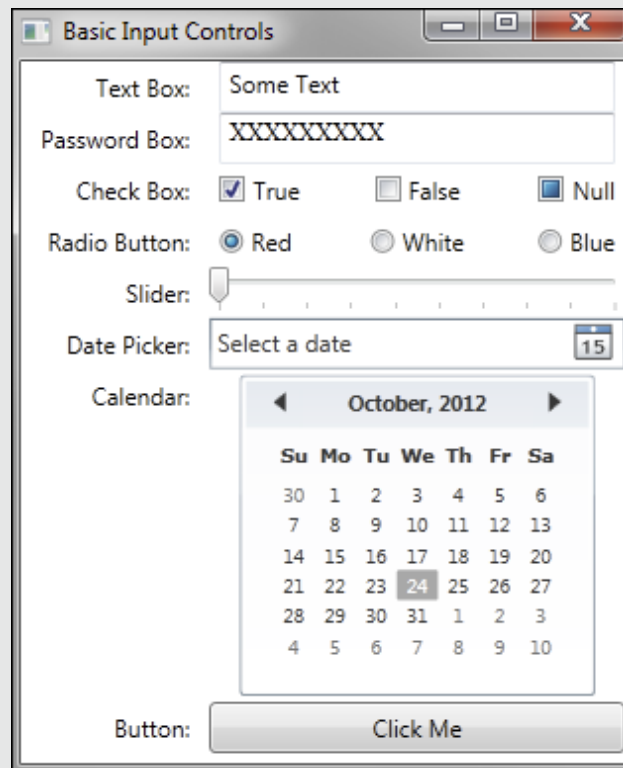 Basic Input Controls
Text Box: Some Text
Password Box: XXXXXXXXX
Check Box: True False Null
Radio Button: Red White Blue
Slider:
Date Picker: Select a date 15
Calendar: October, 2012
Su Mo Tu We Th Fr Sa
30 1 2 3 4 5 6
7 8 9 10 11 12 13
14 15 16 17 18 19 20
21 22 23 24 25 26 27
28 29 30 31 1 2 3
4 5 6 7 8 9 10
Button: Click Me